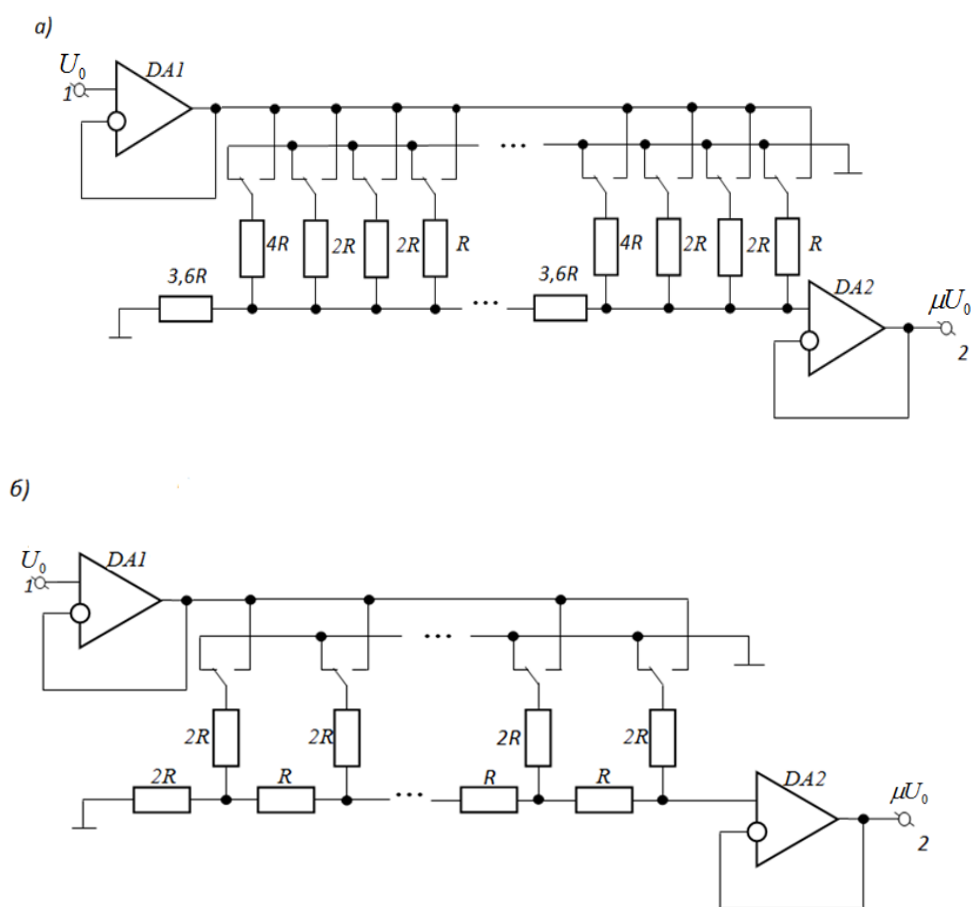 а)
U₀
DA1
1
...
4R 2R 2R R 4R 2R 2R R
3,6R ... 3,6R
DA2
μU₀
2
б)
U₀
DA1
1
...
2R 2R 2R 2R
2R R ... R R
DA2
μU₀
2